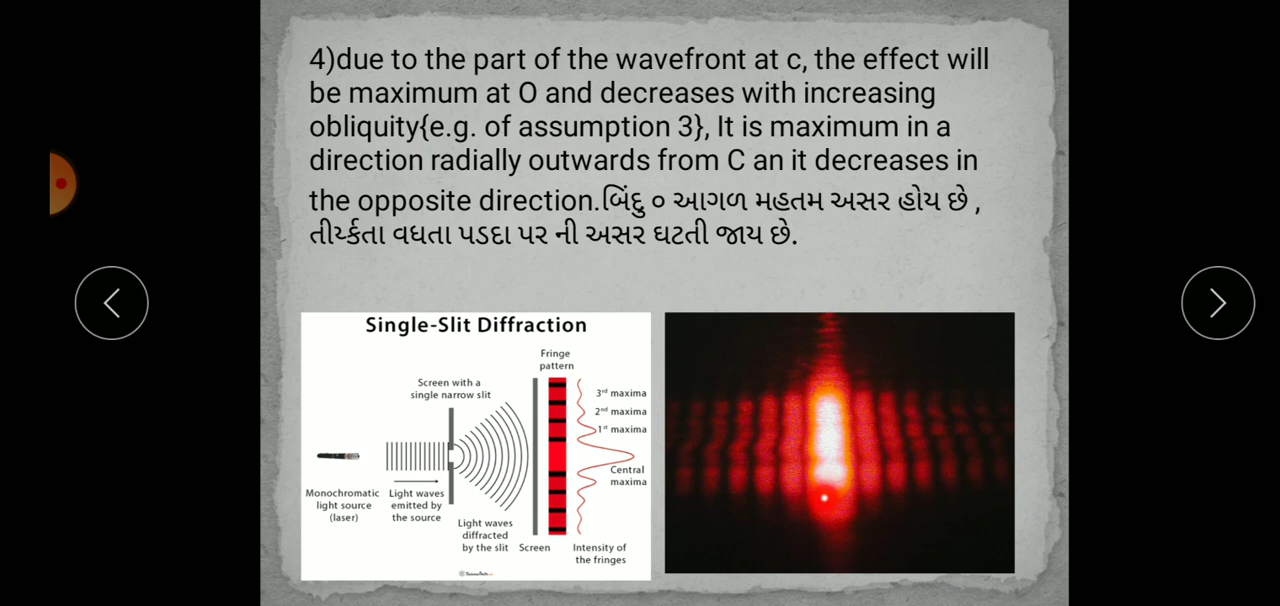 4)due to the part of the wavefront at c, the effect will
be maximum at O and decreases with increasing
obliquity{e.g. of assumption 3}, It is maximum in a
direction radially outwards from C an it decreases in
the opposite direction.બિંદુ ૦ આગળ મહતમ અસર હોય છે ,
તીર્ય્કતા વધતા પડદા પર ની અસર ઘટતી જાય છે.
Single-Slit Diffraction
Fringe
pattern
Screen with a
single narrow slit
3rd maxima
2nd maxima
1st maxima
Central
maxima
Monochromatic
light source
(laser)
Light waves
emitted by
the source
Light waves
diffracted
by the slit
Screen
Intensity of
the fringes